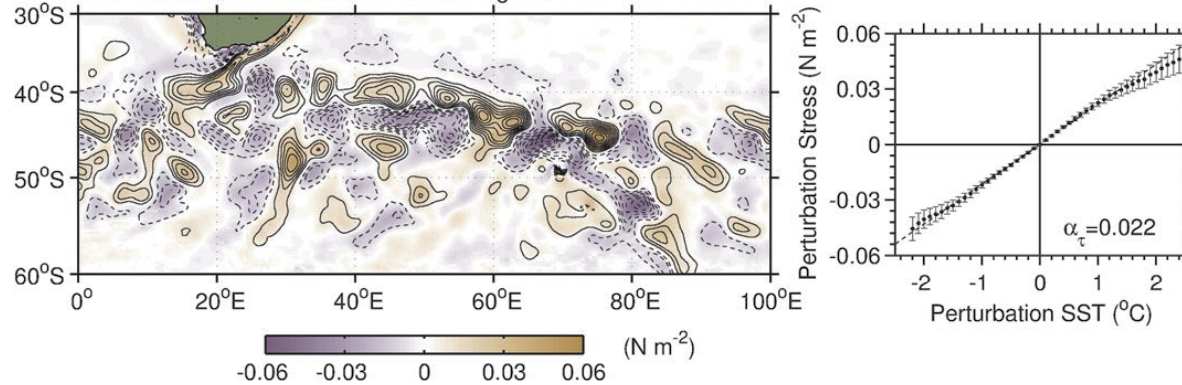 30°S
40°S
50°S
60°S
0° 20°E 40°E 60°E 80°E 100°E
-0.06 -0.03 0 0.03 0.06 (N m⁻²)
Perturbation Stress (N m⁻²)
0.06
0.03
0
-0.03
-0.06
α_τ=0.022
-2 -1 0 1 2
Perturbation SST (°C)